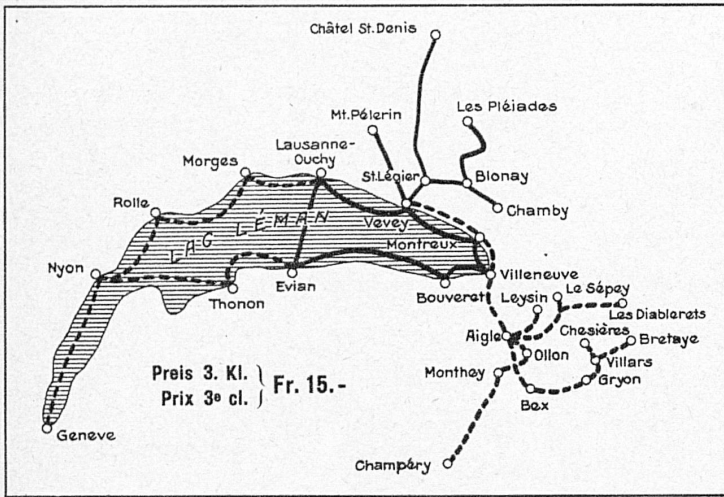 Châtel St. Denis
Les Pléiades
Mt. Pélerin
Lausanne-
Ouchy
Morges
St. Légier
Blonay
Rolle
Chamby
LAC LÉMAN
Vevey
Montreux
Nyon
Villeneuve
Evian
Thonon
Bouveret
Leysin
Le Sépey
Les Diablerets
Aigle
Chesières
Bretaye
Ollon
Villars
Monthey
Gryon
Bex
Preis 3. Kl.
Prix 3e cl.
Fr. 15.-
Geneve
Champéry